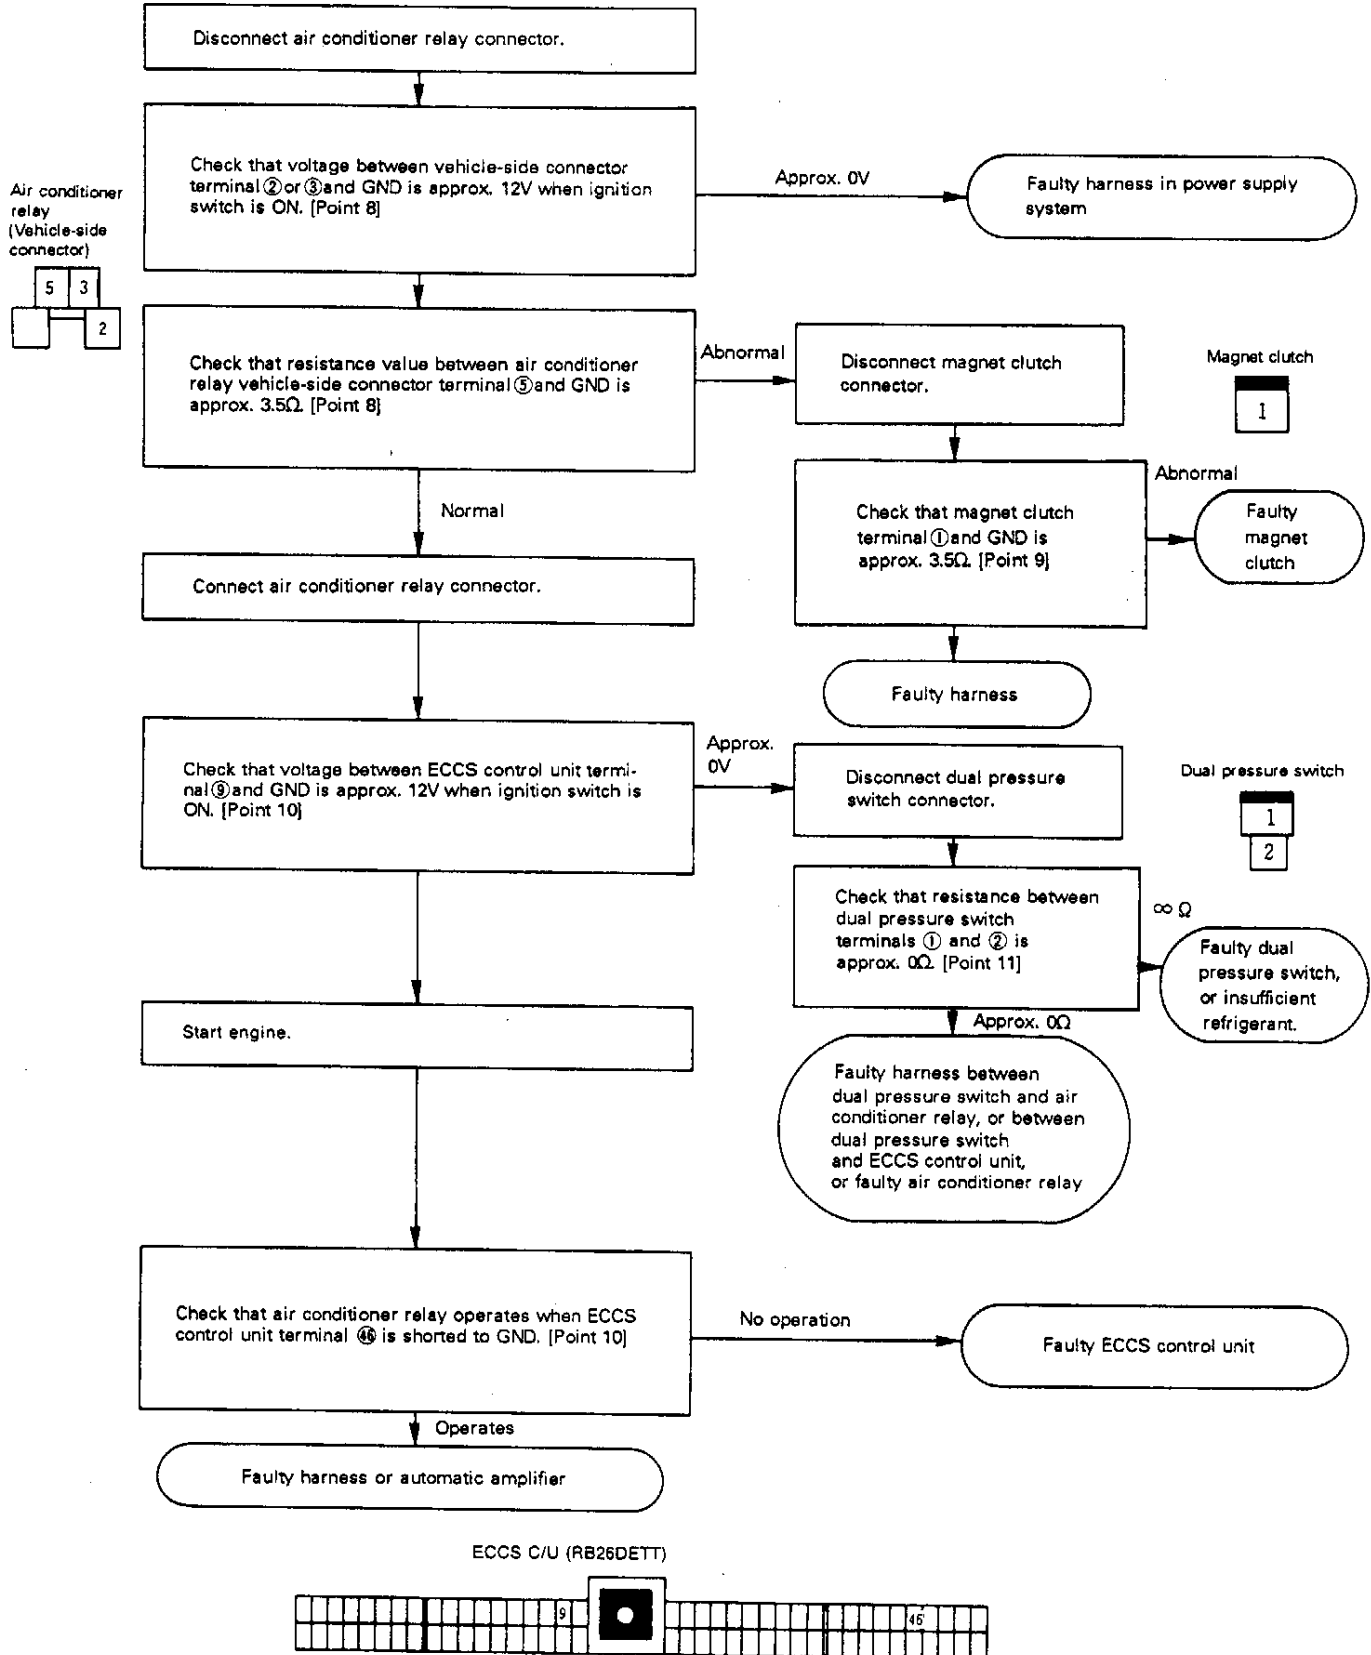 Disconnect air conditioner relay connector.
Check that voltage between vehicle-side connector
terminal ② or ③ and GND is approx. 12V when ignition
switch is ON. [Point 8]
Approx. 0V
Faulty harness in power supply
system
Air conditioner
relay
(Vehicle-side
connector)
5 3
2
Check that resistance value between air conditioner
relay vehicle-side connector terminal ⑤ and GND is
approx. 3.5Ω. [Point 8]
Abnormal
Disconnect magnet clutch
connector.
Magnet clutch
1
Normal
Check that magnet clutch
terminal ① and GND is
approx. 3.5Ω. [Point 9]
Abnormal
Faulty
magnet
clutch
Connect air conditioner relay connector.
Faulty harness
Check that voltage between ECCS control unit termi-
nal ⑨ and GND is approx. 12V when ignition switch is
ON. [Point 10]
Approx.
0V
Disconnect dual pressure
switch connector.
Dual pressure switch
1
2
Check that resistance between
dual pressure switch
terminals ① and ② is
approx. 0Ω. [Point 11]
∞ Ω
Faulty dual
pressure switch,
or insufficient
refrigerant.
Approx. 0Ω
Start engine.
Faulty harness between
dual pressure switch and air
conditioner relay, or between
dual pressure switch
and ECCS control unit,
or faulty air conditioner relay
Check that air conditioner relay operates when ECCS
control unit terminal ㊻ is shorted to GND. [Point 10]
No operation
Faulty ECCS control unit
Operates
Faulty harness or automatic amplifier
ECCS C/U (RB26DETT)
9 46